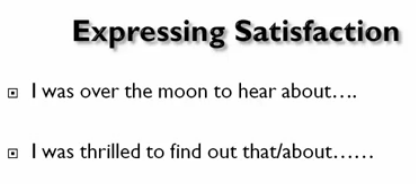 Expressing Satisfaction
I was over the moon to hear about....
I was thrilled to find out that/about......